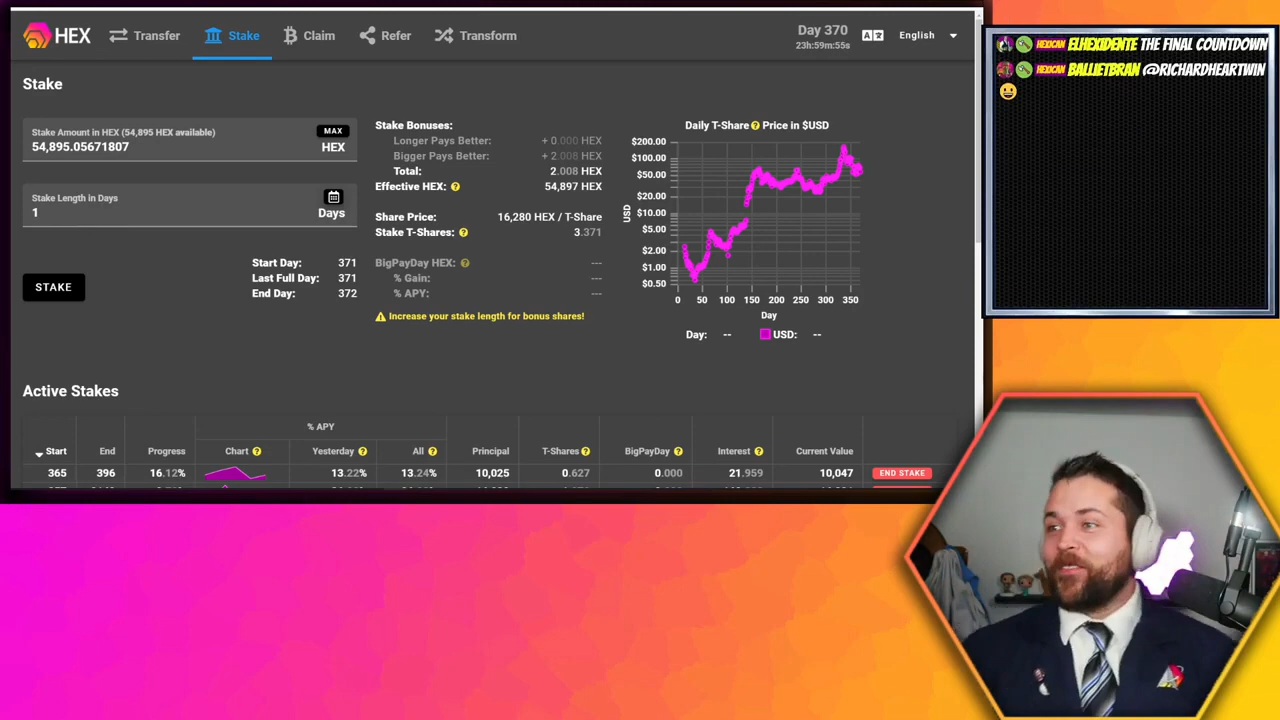 HEX
Transfer
Stake
Claim
Refer
Transform
Day 370
23h:59m:55s
English
Stake
Stake Amount in HEX (54,895 HEX available)
MAX
54,895.05671807
HEX
Stake Length in Days
1
Days
Start Day: 371
Last Full Day: 371
End Day: 372
STAKE
Stake Bonuses:
Longer Pays Better: + 0.000 HEX
Bigger Pays Better: + 2.008 HEX
Total: 2.008 HEX
Effective HEX: 54,897 HEX
Share Price: 16,280 HEX / T-Share
Stake T-Shares: 3.371
BigPayDay HEX: ---
% Gain: ---
% APY: ---
Increase your stake length for bonus shares!
Daily T-Share Price in $USD
$200.00
$100.00
$50.00
$20.00
$10.00
$5.00
$2.00
$1.00
$0.50
USD
0 50 100 150 200 250 300 350
Day
Day: -- USD: --
Active Stakes
% APY
Start End Progress Chart Yesterday All Principal T-Shares BigPayDay Interest Current Value
365 396 16.12% 13.22% 13.24% 10,025 0.627 0.000 21.959 10,047 END STAKE
HEXICAN ELHEXIDENTE THE FINAL COUNTDOWN
HEXICAN BALLIETBRAN @RICHARDHEARTWIN